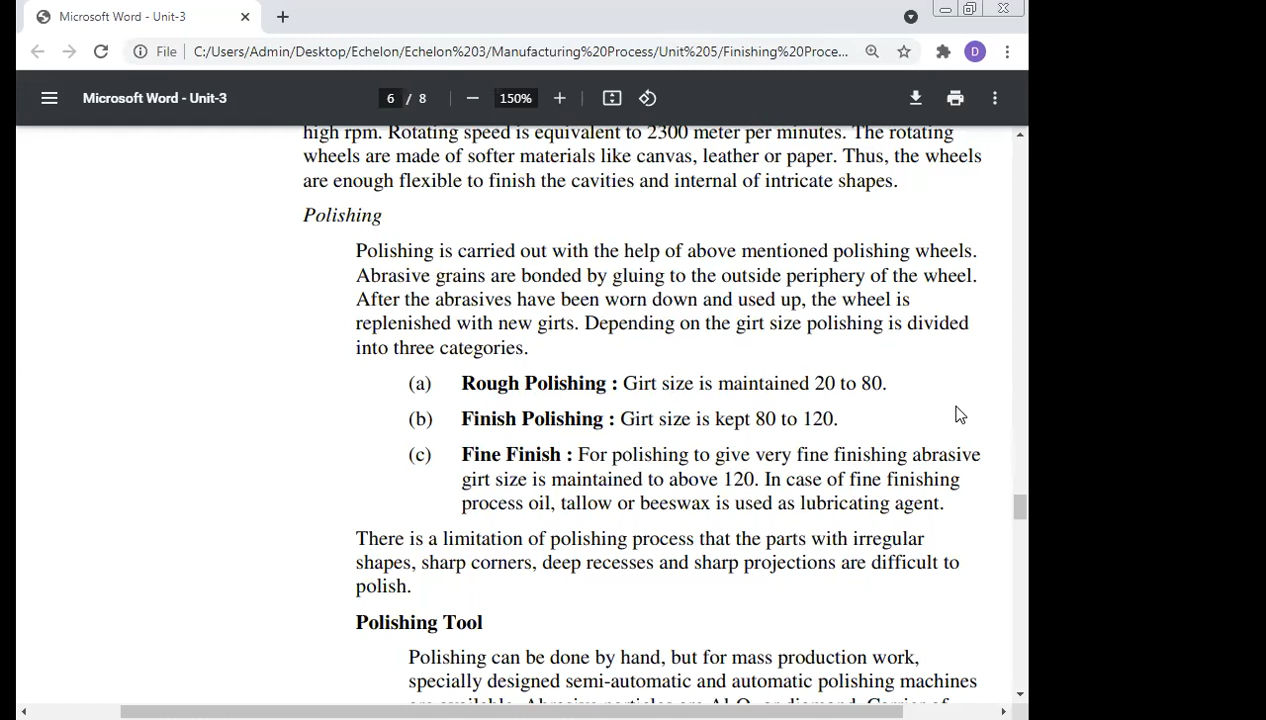 Microsoft Word - Unit-3
File
C:/Users/Admin/Desktop/Echelon/Echelon%203/Manufacturing%20Process/Unit%205/Finishing%20Proce...
D
Microsoft Word - Unit-3
6 / 8
150%
high rpm. Rotating speed is equivalent to 2300 meter per minutes. The rotating
wheels are made of softer materials like canvas, leather or paper. Thus, the wheels
are enough flexible to finish the cavities and internal of intricate shapes.
Polishing
Polishing is carried out with the help of above mentioned polishing wheels.
Abrasive grains are bonded by gluing to the outside periphery of the wheel.
After the abrasives have been worn down and used up, the wheel is
replenished with new girts. Depending on the girt size polishing is divided
into three categories.
(a) Rough Polishing : Girt size is maintained 20 to 80.
(b) Finish Polishing : Girt size is kept 80 to 120.
(c) Fine Finish : For polishing to give very fine finishing abrasive
girt size is maintained to above 120. In case of fine finishing
process oil, tallow or beeswax is used as lubricating agent.
There is a limitation of polishing process that the parts with irregular
shapes, sharp corners, deep recesses and sharp projections are difficult to
polish.
Polishing Tool
Polishing can be done by hand, but for mass production work,
specially designed semi-automatic and automatic polishing machines
are available. Abrasive particles are Al O or diamond. Carrier of